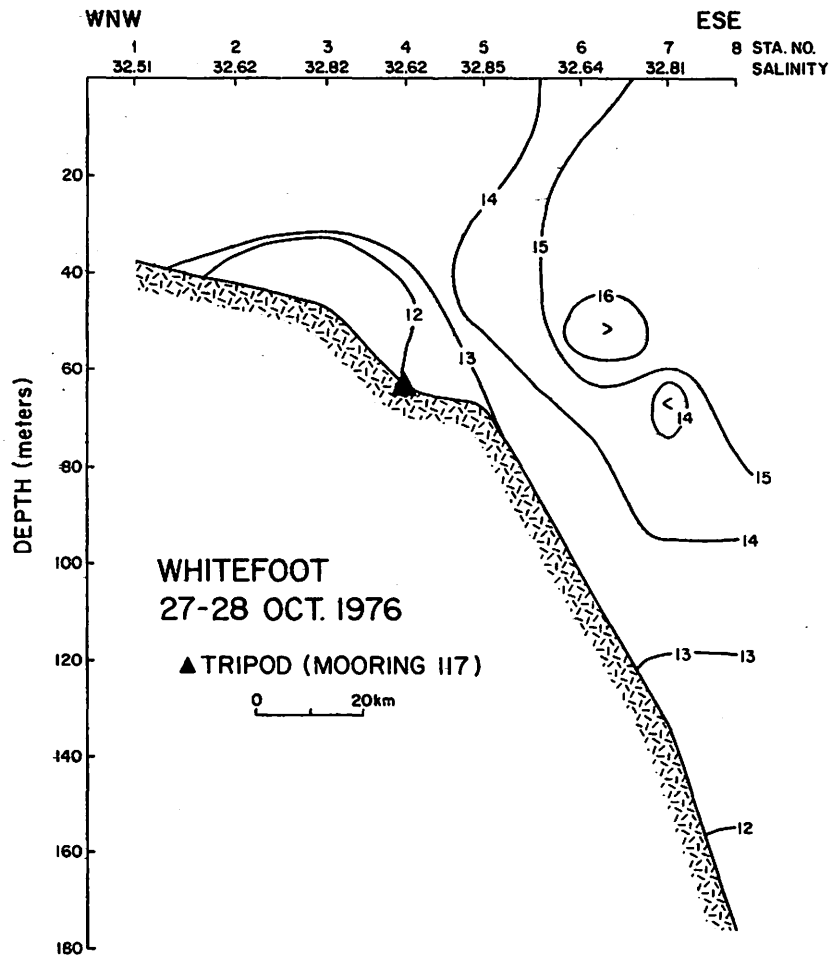 WNW ESE
1 2 3 4 5 6 7 8 STA. NO.
32.51 32.62 32.82 32.62 32.85 32.64 32.81 SALINITY
20
40
60
80
100
120
140
160
180
DEPTH (meters)
14
15
16
>
12
13
<
14
15
14
13 13
12
WHITEFOOT
27-28 OCT. 1976
▲ TRIPOD (MOORING 117)
0 20km